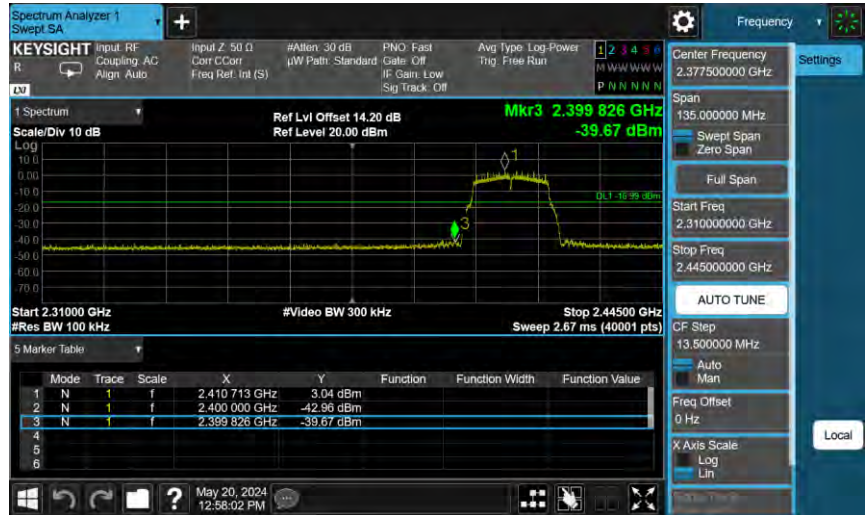 Spectrum Analyzer 1
Swept SA
+
Frequency
KEYSIGHT
R
LXI
Input: RF
Coupling: AC
Align: Auto
Input Z: 50 Ω
Corr CCorr
Freq Ref: Int (S)
#Atten: 30 dB
µW Path: Standard
PNO: Fast
Gate: Off
IF Gain: Low
Sig Track: Off
Avg Type: Log-Power
Trig: Free Run
1 2 3 4 5 6
M W W W W W
P N N N N N
Settings
Center Frequency
2.377500000 GHz
Span
135.000000 MHz
Swept Span
Zero Span
Full Span
Start Freq
2.310000000 GHz
Stop Freq
2.445000000 GHz
AUTO TUNE
CF Step
13.500000 MHz
Auto
Man
Freq Offset
0 Hz
X Axis Scale
Log
Lin
Local
1 Spectrum
Scale/Div 10 dB
Ref Lvl Offset 14.20 dB
Ref Level 20.00 dBm
Mkr3 2.399 826 GHz
-39.67 dBm
Log
10.0
0.00
-10.0
-20.0
-30.0
-40.0
-50.0
-60.0
-70.0
1
DL1 -16.99 dBm
3
Start 2.31000 GHz
#Video BW 300 kHz
Stop 2.44500 GHz
#Res BW 100 kHz
Sweep 2.67 ms (40001 pts)
5 Marker Table
Mode Trace Scale X Y Function Function Width Function Value
1 N 1 f 2.410 713 GHz 3.04 dBm
2 N 1 f 2.400 000 GHz -42.96 dBm
3 N 1 f 2.399 826 GHz -39.67 dBm
4
5
6
?
May 20, 2024
12:58:02 PM